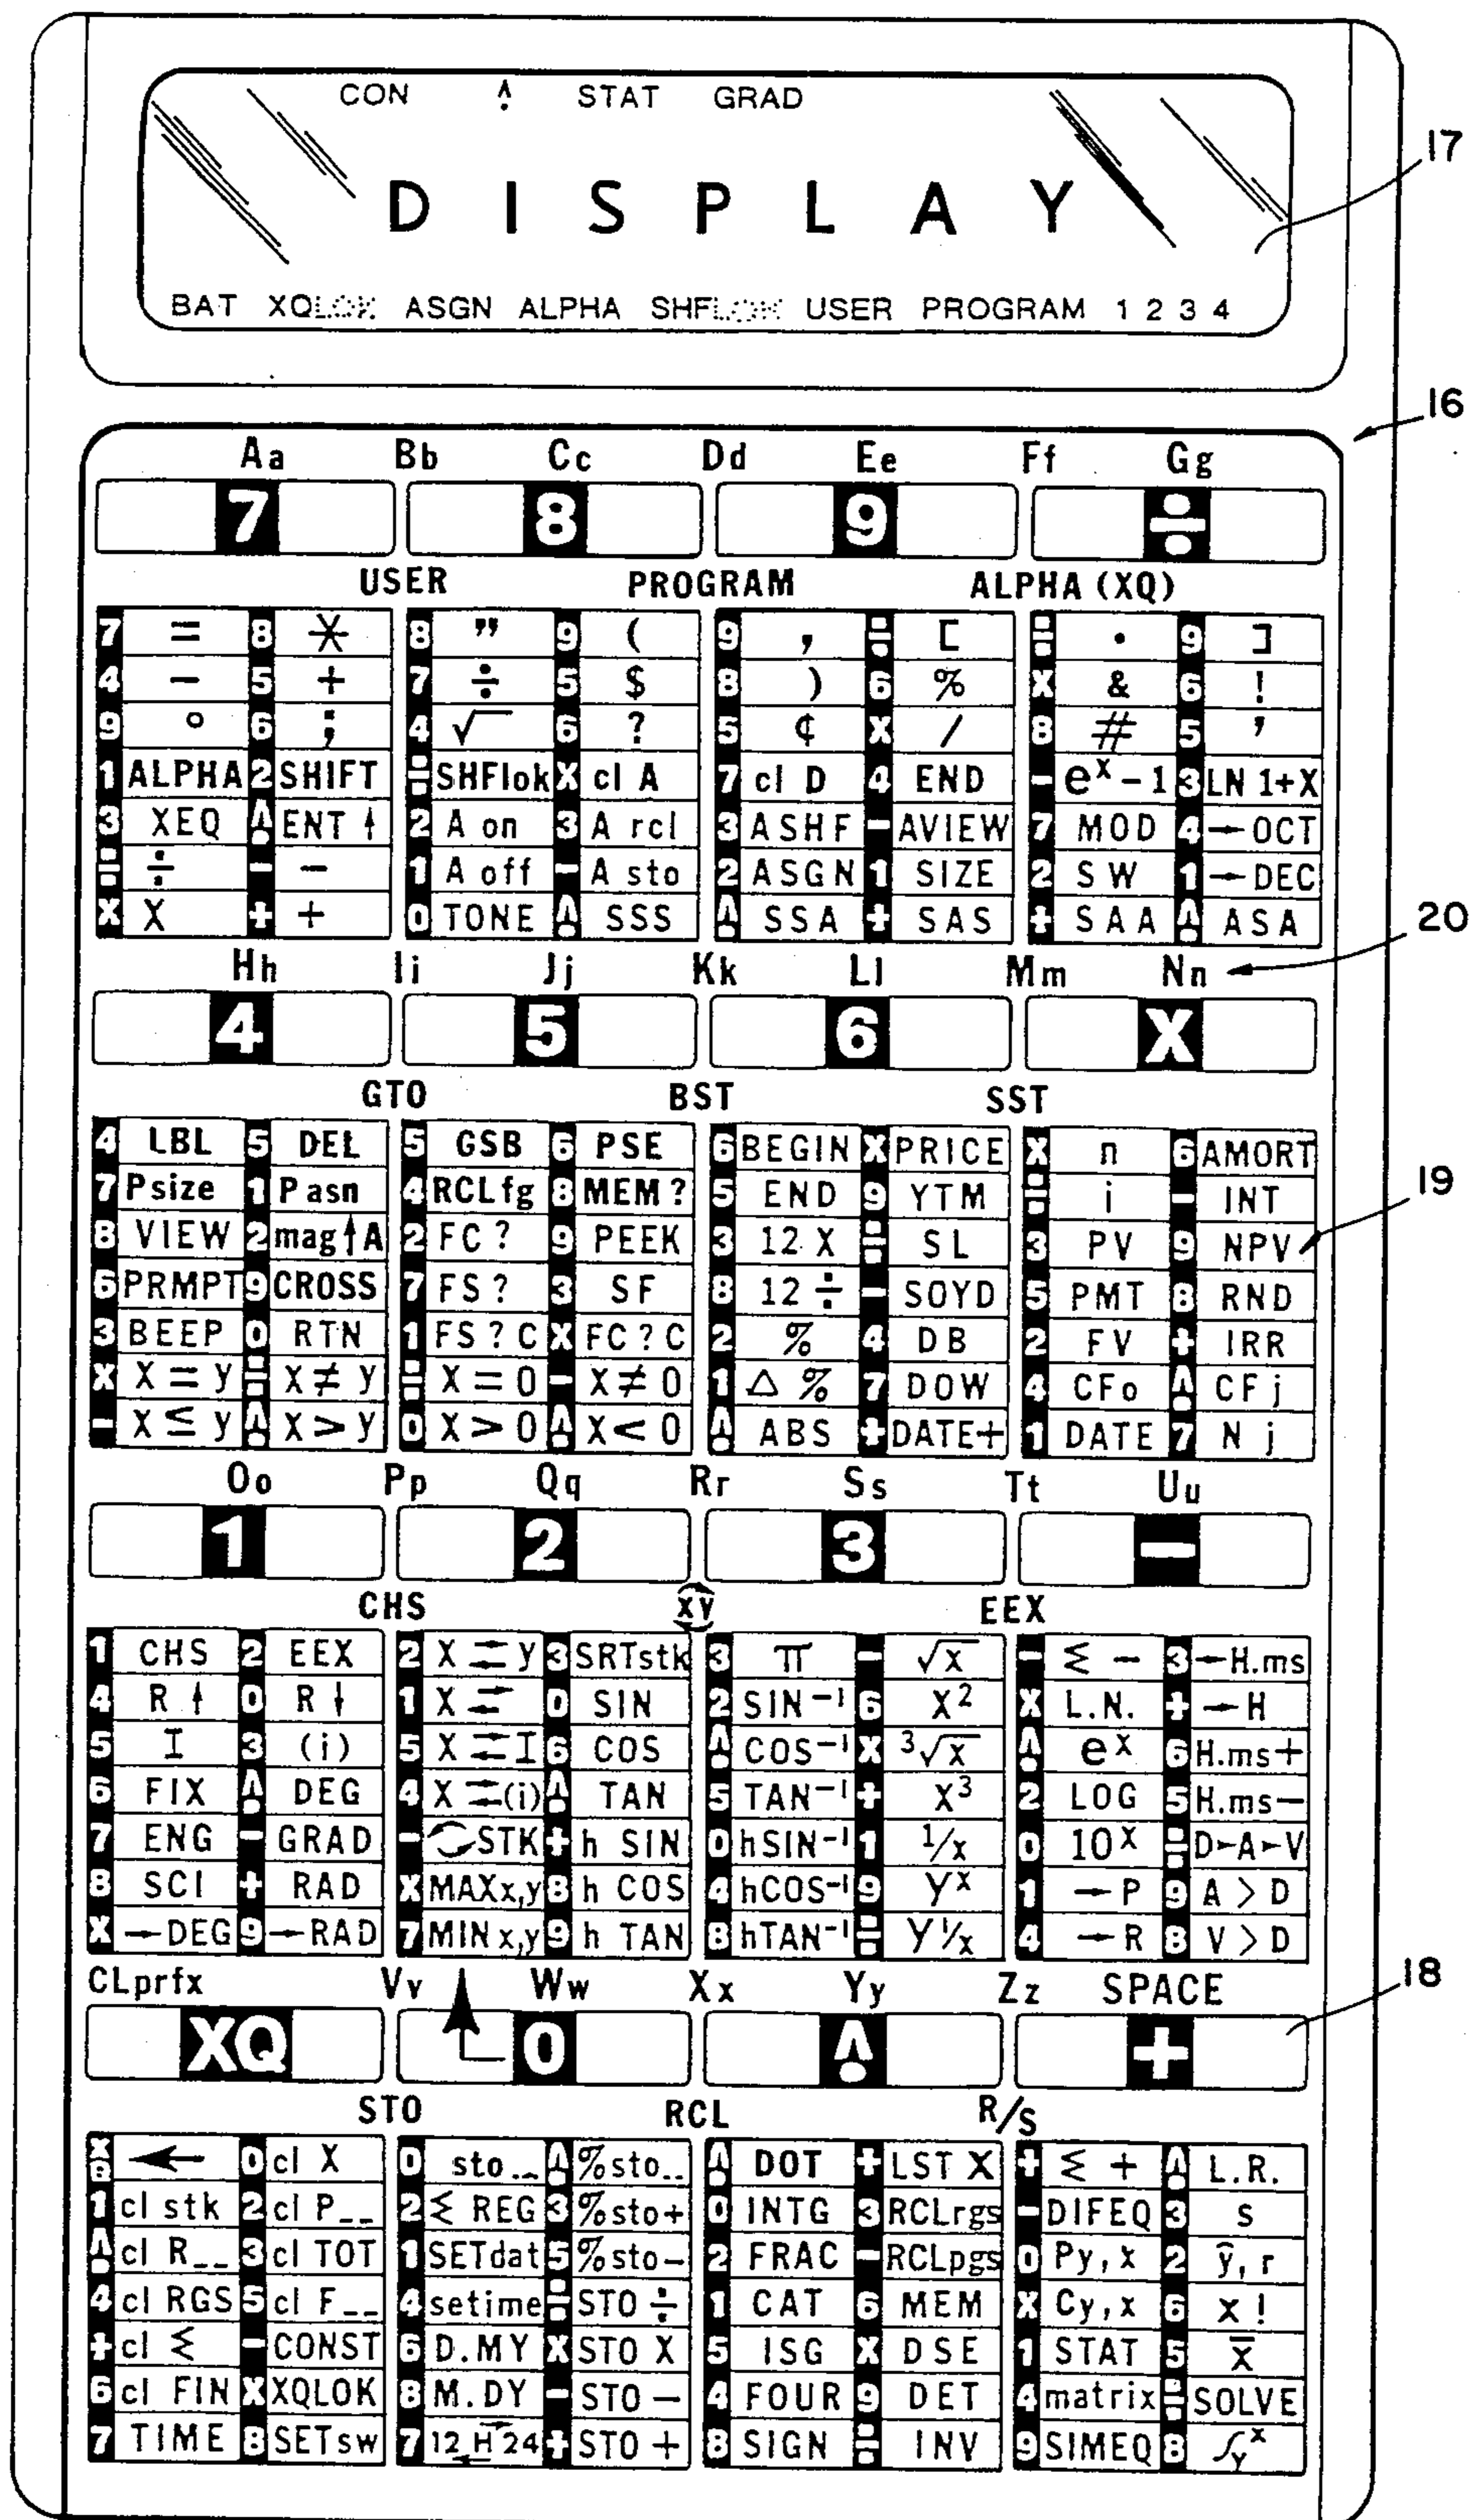 CON ⍑ STAT GRAD
DISPLAY
17
BAT XQLOK ASGN ALPHA SHFLOK USER PROGRAM 1 2 3 4
16
Aa Bb Cc Dd Ee Ff Gg
7 8 9 ÷
USER PROGRAM ALPHA (XQ)
7 = 8 * 8 " 9 ( 9 , ÷ [ ÷ . 9 ]
4 − 5 + 7 ÷ 5 $ 8 ) 6 % X & 6 !
9 ° 6 ; 4 √ 6 ? 5 ¢ X / 8 # 5 '
1 ALPHA 2 SHIFT ÷ SHFlok X cl A 7 cl D 4 END − eˣ−1 3 LN 1+X
3 XEQ ^. ENT ↑ 2 A on 3 A rcl 3 ASHF − AVIEW 7 MOD 4 →OCT
÷ ÷ − − 1 A off − A sto 2 ASGN 1 SIZE 2 SW 1 →DEC
X X + + 0 TONE ^. SSS ^. SSA + SAS + SAA ^. ASA
20
Hh Ii Jj Kk Ll Mm Nn
4 5 6 X
GTO BST SST
4 LBL 5 DEL 5 GSB 6 PSE 6 BEGIN X PRICE X n 6 AMORT
7 Psize 1 Pasn 4 RCLfg 8 MEM? 5 END 9 YTM ÷ i − INT
19
8 VIEW 2 mag↑A 2 FC? 9 PEEK 3 12 X ÷ SL 3 PV 9 NPV
6 PRMPT 9 CROSS 7 FS? 3 SF 8 12 ÷ − SOYD 5 PMT 8 RND
3 BEEP 0 RTN 1 FS?C X FC?C 2 % 4 DB 2 FV + IRR
X X=y ÷ X≠y ÷ X=0 − X≠0 1 △% 7 DOW 4 CFo ^. CFj
− X≤y ^. X>y 0 X>0 ^. X<0 ^. ABS + DATE+ 1 DATE 7 Nj
Oo Pp Qq Rr Ss Tt Uu
1 2 3 −
CHS xy EEX
1 CHS 2 EEX 2 X⇄y 3 SRTstk 3 π − √x − Σ− 3 →H.ms
4 R↑ 0 R↓ 1 X⇄ 0 SIN 2 SIN⁻¹ 6 X² X L.N. + →H
5 I 3 (i) 5 X⇄I 6 COS ^. COS⁻¹ X ³√x ^. eˣ 6 H.ms+
6 FIX ^. DEG 4 X⇄(i) ^. TAN 5 TAN⁻¹ + X³ 2 LOG 5 H.ms−
7 ENG − GRAD − STK + h SIN 0 hSIN⁻¹ 1 1/x 0 10ˣ ÷ D►A►V
8 SCI + RAD X MAXx,y 8 h COS 4 hCOS⁻¹ 9 Yˣ 1 →P 9 A>D
X →DEG 9 →RAD 7 MINx,y 9 h TAN 8 hTAN⁻¹ ÷ Y¹/x 4 →R 8 V>D
18
CLprfx Vv Ww Xx Yy Zz SPACE
XQ 0 ^. +
STO RCL R/S
XQ ← 0 cl X 0 sto_ _ ^. %sto_ _ ^. DOT + LST X + Σ+ ^. L.R.
1 cl stk 2 cl P_ _ 2 Σ REG 3 %sto+ 0 INTG 3 RCLrgs − DIFEQ 3 s
^. cl R_ _ 3 cl TOT 1 SETdat 5 %sto− 2 FRAC − RCLpgs 0 Py,x 2 ŷ,r
4 cl RGS 5 cl F_ _ 4 setime ÷ STO÷ 1 CAT 6 MEM X Cy,x 6 x!
+ cl Σ − CONST 6 D.MY X STO X 5 ISG X DSE 1 STAT 5 x̄
6 cl FIN X XQLOK 8 M.DY − STO− 4 FOUR 9 DET 4 matrix ÷ SOLVE
7 TIME 8 SETsw 7 12 H 24 + STO+ 8 SIGN ÷ INV 9 SIMEQ 8 ∫yˣ